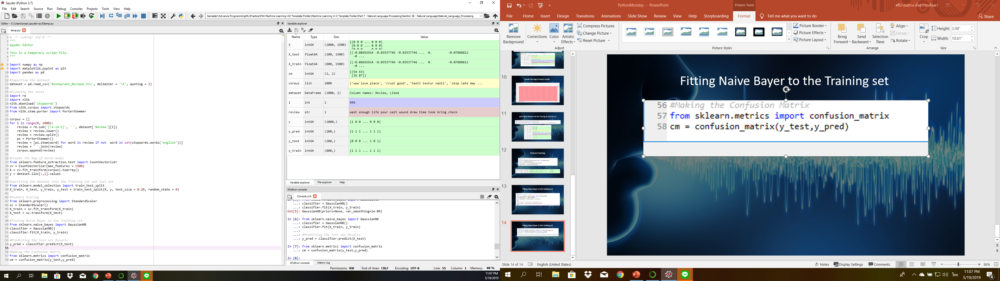 Spyder (Python 3.7)
File Edit Search Source Run Debug Consoles Projects Tools View Help
Semester\Advance ProgrammingML\Practice\P14-Machine-Learning-AZ-Template-Folder\Machine Learning A-Z Template Folder\Part 7 - Natural Language Processing\Section 36 - Natural Language\Natural_Language_Processing
Editor - C:\Users\sripa\.spyder-py3\temp.py
temp.py
1 # -*- coding: utf-8 -*-
2 """
3 Spyder Editor
4
5 This is a temporary script file.
6 """
7
8 import numpy as np
9 import matplotlib.pyplot as plt
10 import pandas as pd
11
12 #importing the dataset
13 dataset = pd.read_csv('Restaurant_Reviews.tsv', delimiter = '\t', quoting = 3)
14
15 #Cleaning the texts
16 import re
17 import nltk
18 nltk.download('stopwords')
19 from nltk.corpus import stopwords
20 from nltk.stem.porter import PorterStemmer
21
22 corpus = []
23 for i in range(0, 1000):
24     review = re.sub('[^a-zA-Z]', ' ', dataset['Review'][i])
25     review = review.lower()
26     review = review.split()
27     ps = PorterStemmer()
28     review = [ps.stem(word) for word in review if not  word in set(stopwords.words('english'))]
29     review = ' '.join(review)
30     corpus.append(review)
31
32 #Create the Bag of Words model
33 from sklearn.feature_extraction.text import CountVectorizer
34 cv = CountVectorizer(max_features = 1500)
35 X = cv.fit_transform(corpus).toarray()
36 y = dataset.iloc[:,1].values
37
38 #splitting the dataset into the Training set and Test set
39 from sklearn.model_selection import train_test_split
40 X_train, X_test, y_train, y_test = train_test_split(X, y, test_size = 0.20, random_state = 0)
41
42 #Feature Scaling
43 from sklearn.preprocessing import StandardScaler
44 sc = StandardScaler()
45 X_train = sc.fit_transform(X_train)
46 X_test = sc.transform(X_test)
47
48 #Fitting Naive Bayer to the Training set
49 from sklearn.naive_bayes import GaussianNB
50 classifier = GaussianNB()
51 classifier.fit(X_train, y_train)
52
53 #Predicting the Test set Results
54 y_pred = classifier.predict(X_test)
55
56 #Making the Confusion Matrix
57 from sklearn.metrics import confusion_matrix
58 cm = confusion_matrix(y_test,y_pred)
Variable explorer
Name Type Size Value
X int64 (1000, 1500) [[0 0 0 ... 0 0 0]
[0 0 0 ... 0 0 0]
[0 0 0 ... 0 0 0]
X_test float64 (200, 1500) [[-0.08692914 -0.03537746 -0.03537746 ... 0. -0.07088812
-0 ...
X_train float64 (800, 1500) [[-0.08692914 -0.03537746 -0.03537746 ... 0. -0.07088812
-0 ...
cm int64 (2, 2) [[54 43]
[16 87]]
corpus list 1000 ['wow love place', 'crust good', 'tasti textur nasti', 'stop late may ...
dataset DataFrame (1000, 2) Column names: Review, Liked
i int 1 999
review str 1 wast enough life pour salt wound draw time took bring check
y int64 (1000,) [1 0 0 ... 0 0 0]
y_pred int64 (200,) [1 1 1 ... 1 1 1]
y_test int64 (200,) [0 0 0 ... 1 0 1]
y_train int64 (800,) [1 1 1 ... 1 1 1]
Variable explorer File explorer Help
IPython console
Console 1/A
In [5]: from sklearn.naive_bayes import GaussianNB
...: classifier = GaussianNB()
...: classifier.fit(X_train, y_train)
Out[5]: GaussianNB(priors=None, var_smoothing=1e-09)
In [6]: from sklearn.naive_bayes import GaussianNB
...: classifier = GaussianNB()
...: classifier.fit(X_train, y_train)
...:
...: #Predicting the Test set Results
...: y_pred = classifier.predict(X_test)
In [7]: from sklearn.metrics import confusion_matrix
...: cm = confusion_matrix(y_test,y_pred)
In [8]:
IPython console History log
Permissions: RW End-of-lines: CRLF Encoding: UTF-8 Line: 55 Column: 1 Memory: 88 %
11:07 PM
5/19/2019
PythonMonday - PowerPoint
Picture Tools
ศรีปาณสรวง ตั้งสุวรรณจินดา
File Home Insert Design Transitions Animations Slide Show Review View Help Storyboarding Format Tell me what you want to do
Share
Remove Background
Corrections
Color
Artistic Effects
Compress Pictures
Change Picture
Reset Picture
Adjust
Picture Styles
Picture Border
Picture Effects
Picture Layout
Bring Forward
Send Backward
Selection Pane
Align
Group
Rotate
Arrange
Crop
Height: 2.08"
Width: 10.61"
Size
10
Create the bag of words model
11
splitting the dataset into the Training set and Test set
12
Feature Scaling
13
Fitting Naive Bayer to the Training set
14
Fitting Naive Bayer to the Training set
Fitting Naive Bayer to the Training set
56 #Making the Confusion Matrix
57 from sklearn.metrics import confusion_matrix
58 cm = confusion_matrix(y_test,y_pred)
Slide 14 of 14 English (United States)
Notes Display Settings Comments 86%
ไทย
11:07 PM
5/19/2019
4